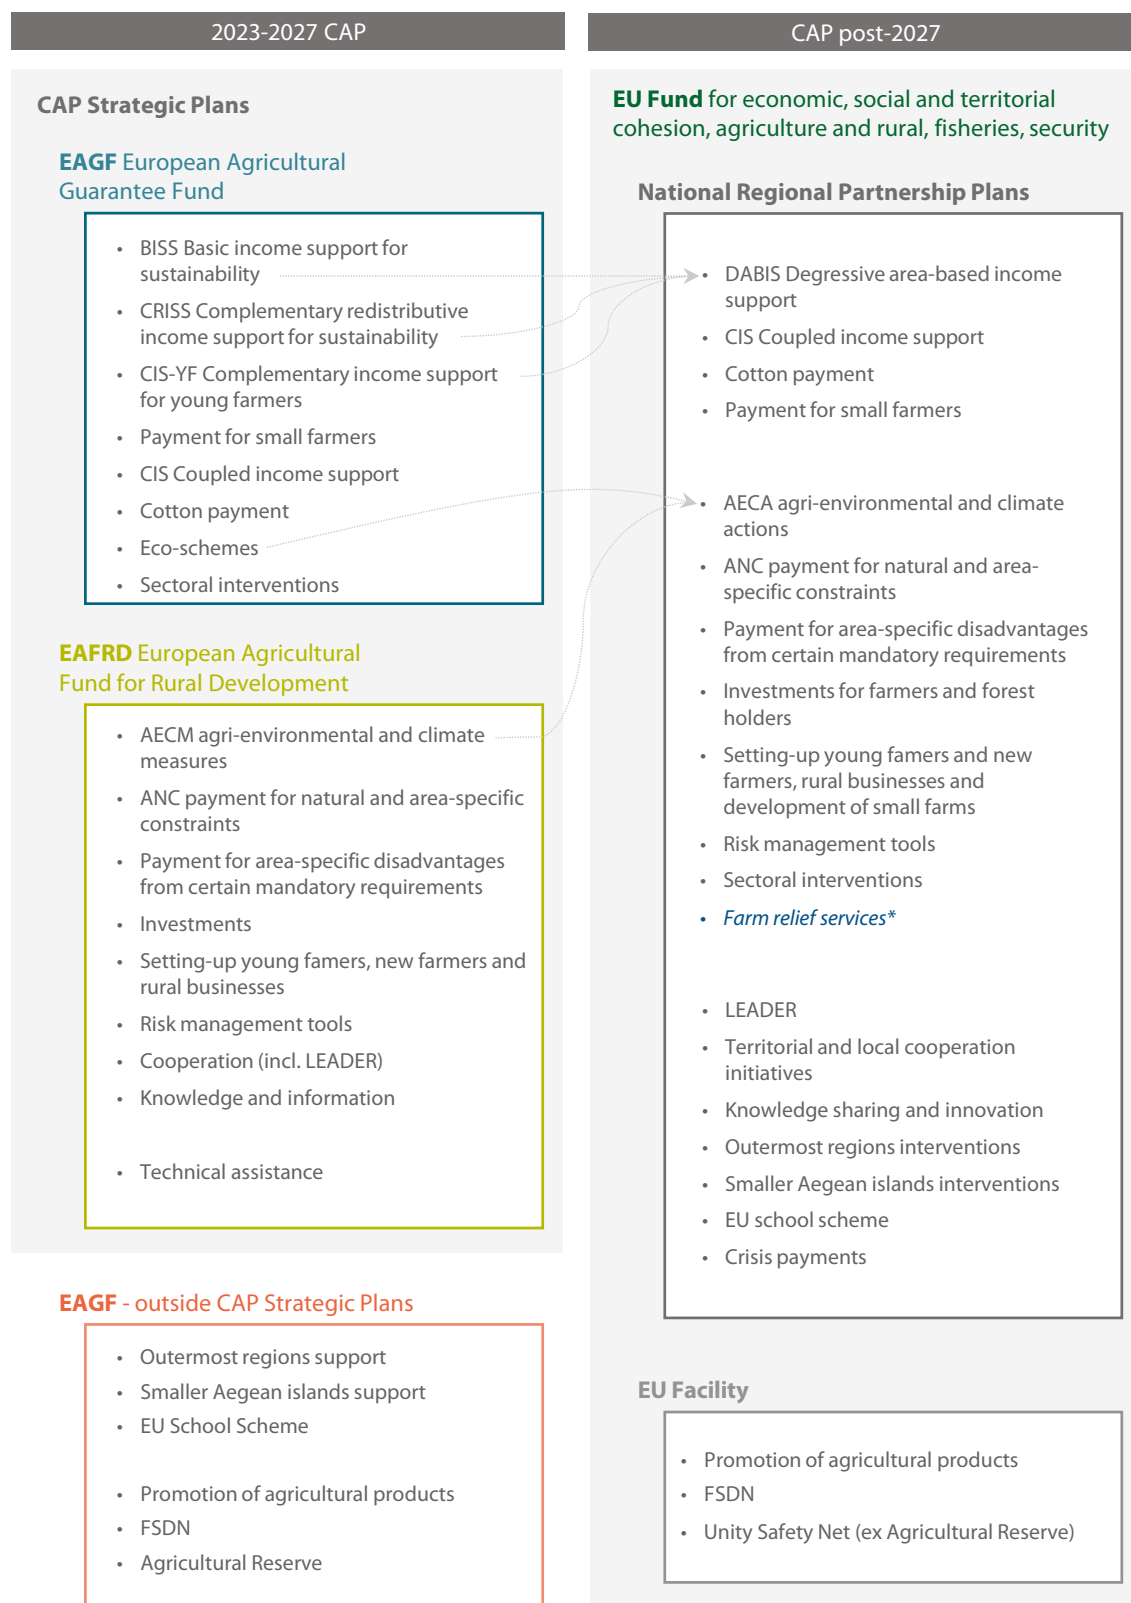 2023-2027 CAP
CAP Strategic Plans
EAGF European Agricultural
Guarantee Fund
• BISS Basic income support for
sustainability
• CRISS Complementary redistributive
income support for sustainability
• CIS-YF Complementary income support
for young farmers
• Payment for small farmers
• CIS Coupled income support
• Cotton payment
• Eco-schemes
• Sectoral interventions
EAFRD European Agricultural
Fund for Rural Development
• AECM agri-environmental and climate
measures
• ANC payment for natural and area-specific
constraints
• Payment for area-specific disadvantages
from certain mandatory requirements
• Investments
• Setting-up young famers, new farmers and
rural businesses
• Risk management tools
• Cooperation (incl. LEADER)
• Knowledge and information
• Technical assistance
EAGF - outside CAP Strategic Plans
• Outermost regions support
• Smaller Aegean islands support
• EU School Scheme
• Promotion of agricultural products
• FSDN
• Agricultural Reserve
CAP post-2027
EU Fund for economic, social and territorial
cohesion, agriculture and rural, fisheries, security
National Regional Partnership Plans
• DABIS Degressive area-based income
support
• CIS Coupled income support
• Cotton payment
• Payment for small farmers
• AECA agri-environmental and climate
actions
• ANC payment for natural and area-
specific constraints
• Payment for area-specific disadvantages
from certain mandatory requirements
• Investments for farmers and forest
holders
• Setting-up young famers and new
farmers, rural businesses and
development of small farms
• Risk management tools
• Sectoral interventions
• Farm relief services*
• LEADER
• Territorial and local cooperation
initiatives
• Knowledge sharing and innovation
• Outermost regions interventions
• Smaller Aegean islands interventions
• EU school scheme
• Crisis payments
EU Facility
• Promotion of agricultural products
• FSDN
• Unity Safety Net (ex Agricultural Reserve)